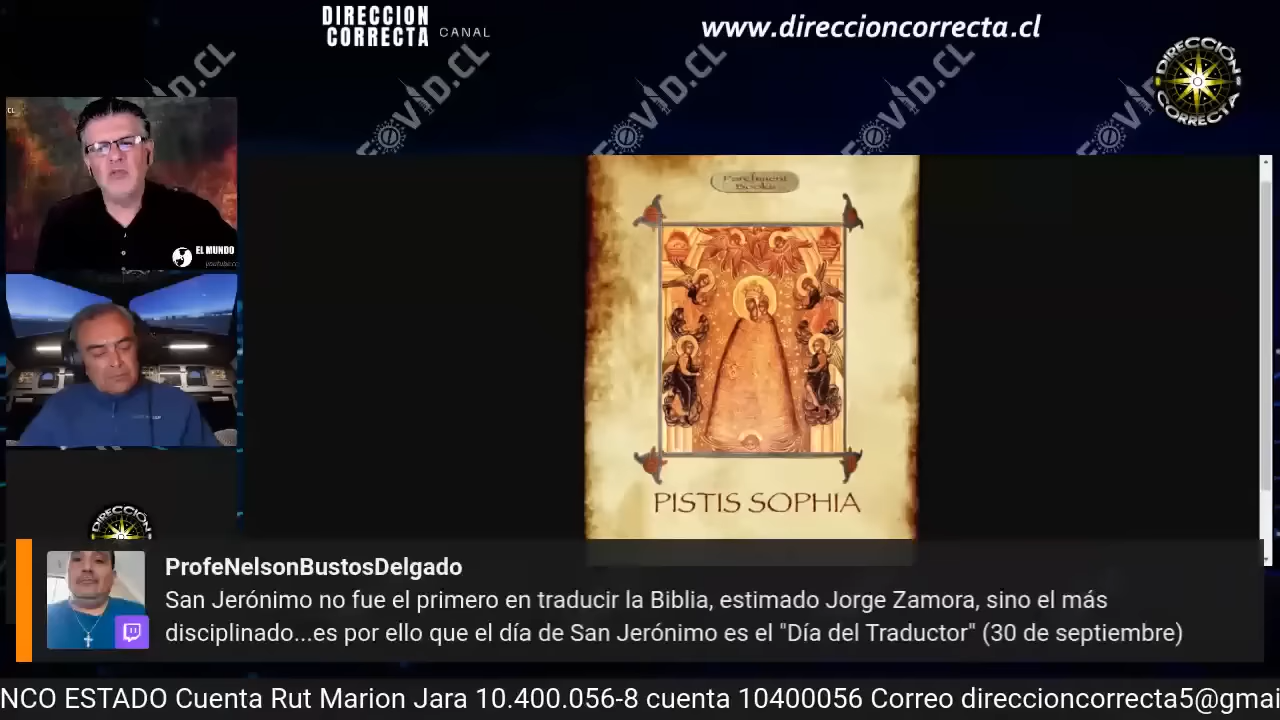 DIRECCION
CORRECTA CANAL
www.direccioncorrecta.cl
DIRECCIÓN
CORRECTA
CL
EL MUNDO
Parchment
Books
PISTIS SOPHIA
DIRECCIÓN
ProfeNelsonBustosDelgado
San Jerónimo no fue el primero en traducir la Biblia, estimado Jorge Zamora, sino el más
disciplinado...es por ello que el día de San Jerónimo es el "Día del Traductor" (30 de septiembre)
NCO ESTADO Cuenta Rut Marion Jara 10.400.056-8 cuenta 10400056 Correo direccioncorrecta5@gmai